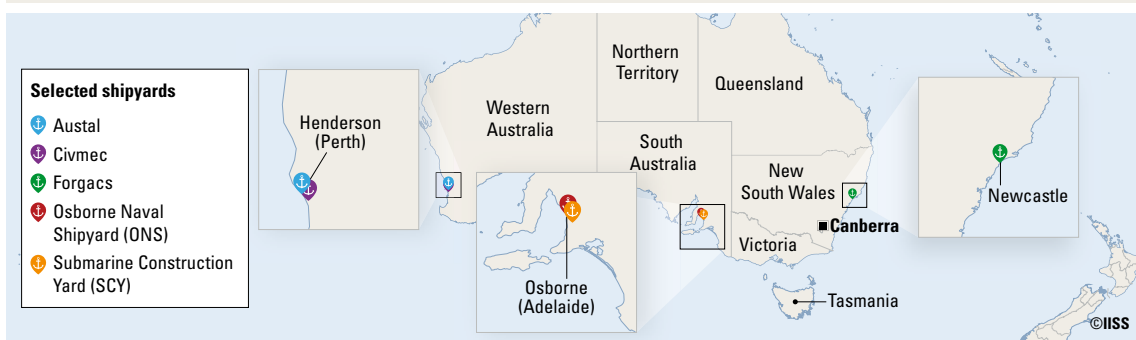 Selected shipyards
Austal
Civmec
Forgacs
Osborne Naval
Shipyard (ONS)
Submarine Construction
Yard (SCY)
Henderson
(Perth)
Western
Australia
Northern
Territory
Queensland
South
Australia
New
South Wales
Canberra
Victoria
Osborne
(Adelaide)
Tasmania
Newcastle
©IISS